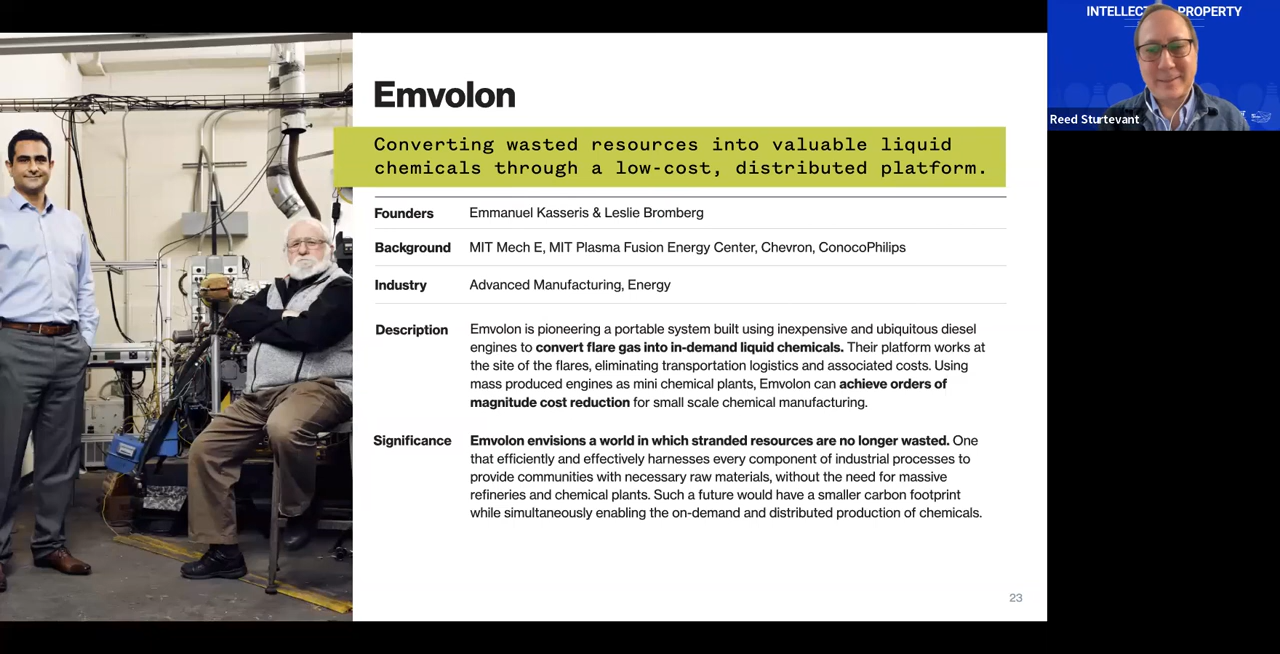 Emvolon
Converting wasted resources into valuable liquid
chemicals through a low-cost, distributed platform.
Founders Emmanuel Kasseris & Leslie Bromberg
Background MIT Mech E, MIT Plasma Fusion Energy Center, Chevron, ConocoPhilips
Industry Advanced Manufacturing, Energy
Description Emvolon is pioneering a portable system built using inexpensive and ubiquitous diesel
engines to convert flare gas into in-demand liquid chemicals. Their platform works at
the site of the flares, eliminating transportation logistics and associated costs. Using
mass produced engines as mini chemical plants, Emvolon can achieve orders of
magnitude cost reduction for small scale chemical manufacturing.
Significance Emvolon envisions a world in which stranded resources are no longer wasted. One
that efficiently and effectively harnesses every component of industrial processes to
provide communities with necessary raw materials, without the need for massive
refineries and chemical plants. Such a future would have a smaller carbon footprint
while simultaneously enabling the on-demand and distributed production of chemicals.
23
PROPERTY
Reed Sturtevant